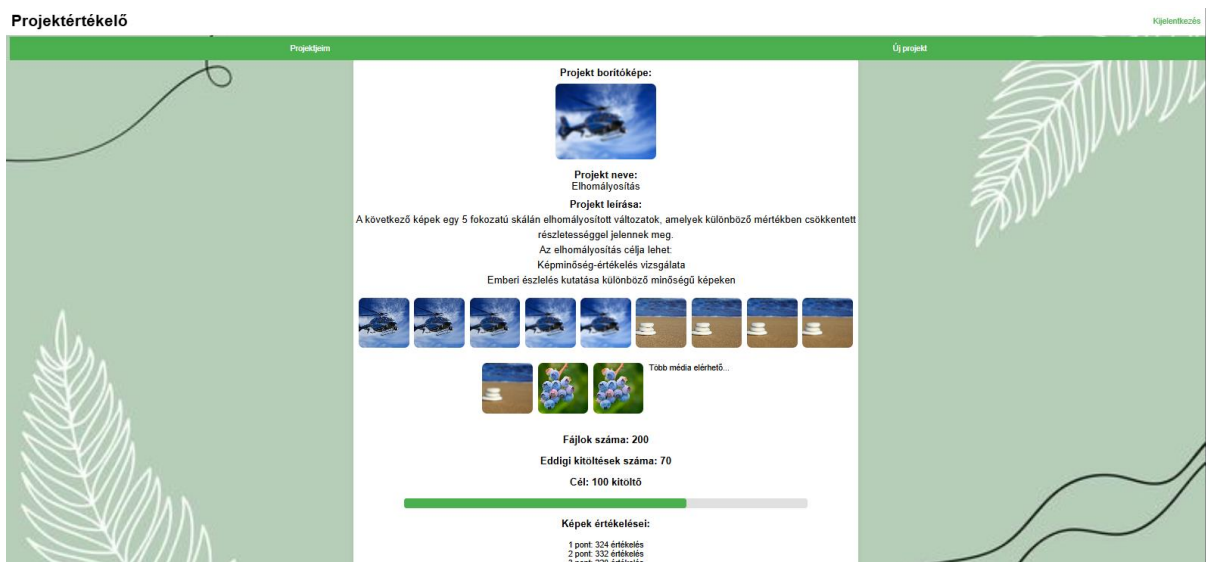 Projektértékelő
Kijelentkezés
Projektjeim
Új projekt
Projekt borítóképe:
Projekt neve:
Elhomályosítás
Projekt leírása:
A következő képek egy 5 fokozatú skálán elhomályosított változatok, amelyek különböző mértékben csökkentett
részletességgel jelennek meg.
Az elhomályosítás célja lehet:
Képminőség-értékelés vizsgálata
Emberi észlelés kutatása különböző minőségű képeken
Több média elérhető...
Fájlok száma: 200
Eddigi kitöltések száma: 70
Cél: 100 kitöltő
Képek értékelései:
1 pont: 324 értékelés
2 pont: 332 értékelés